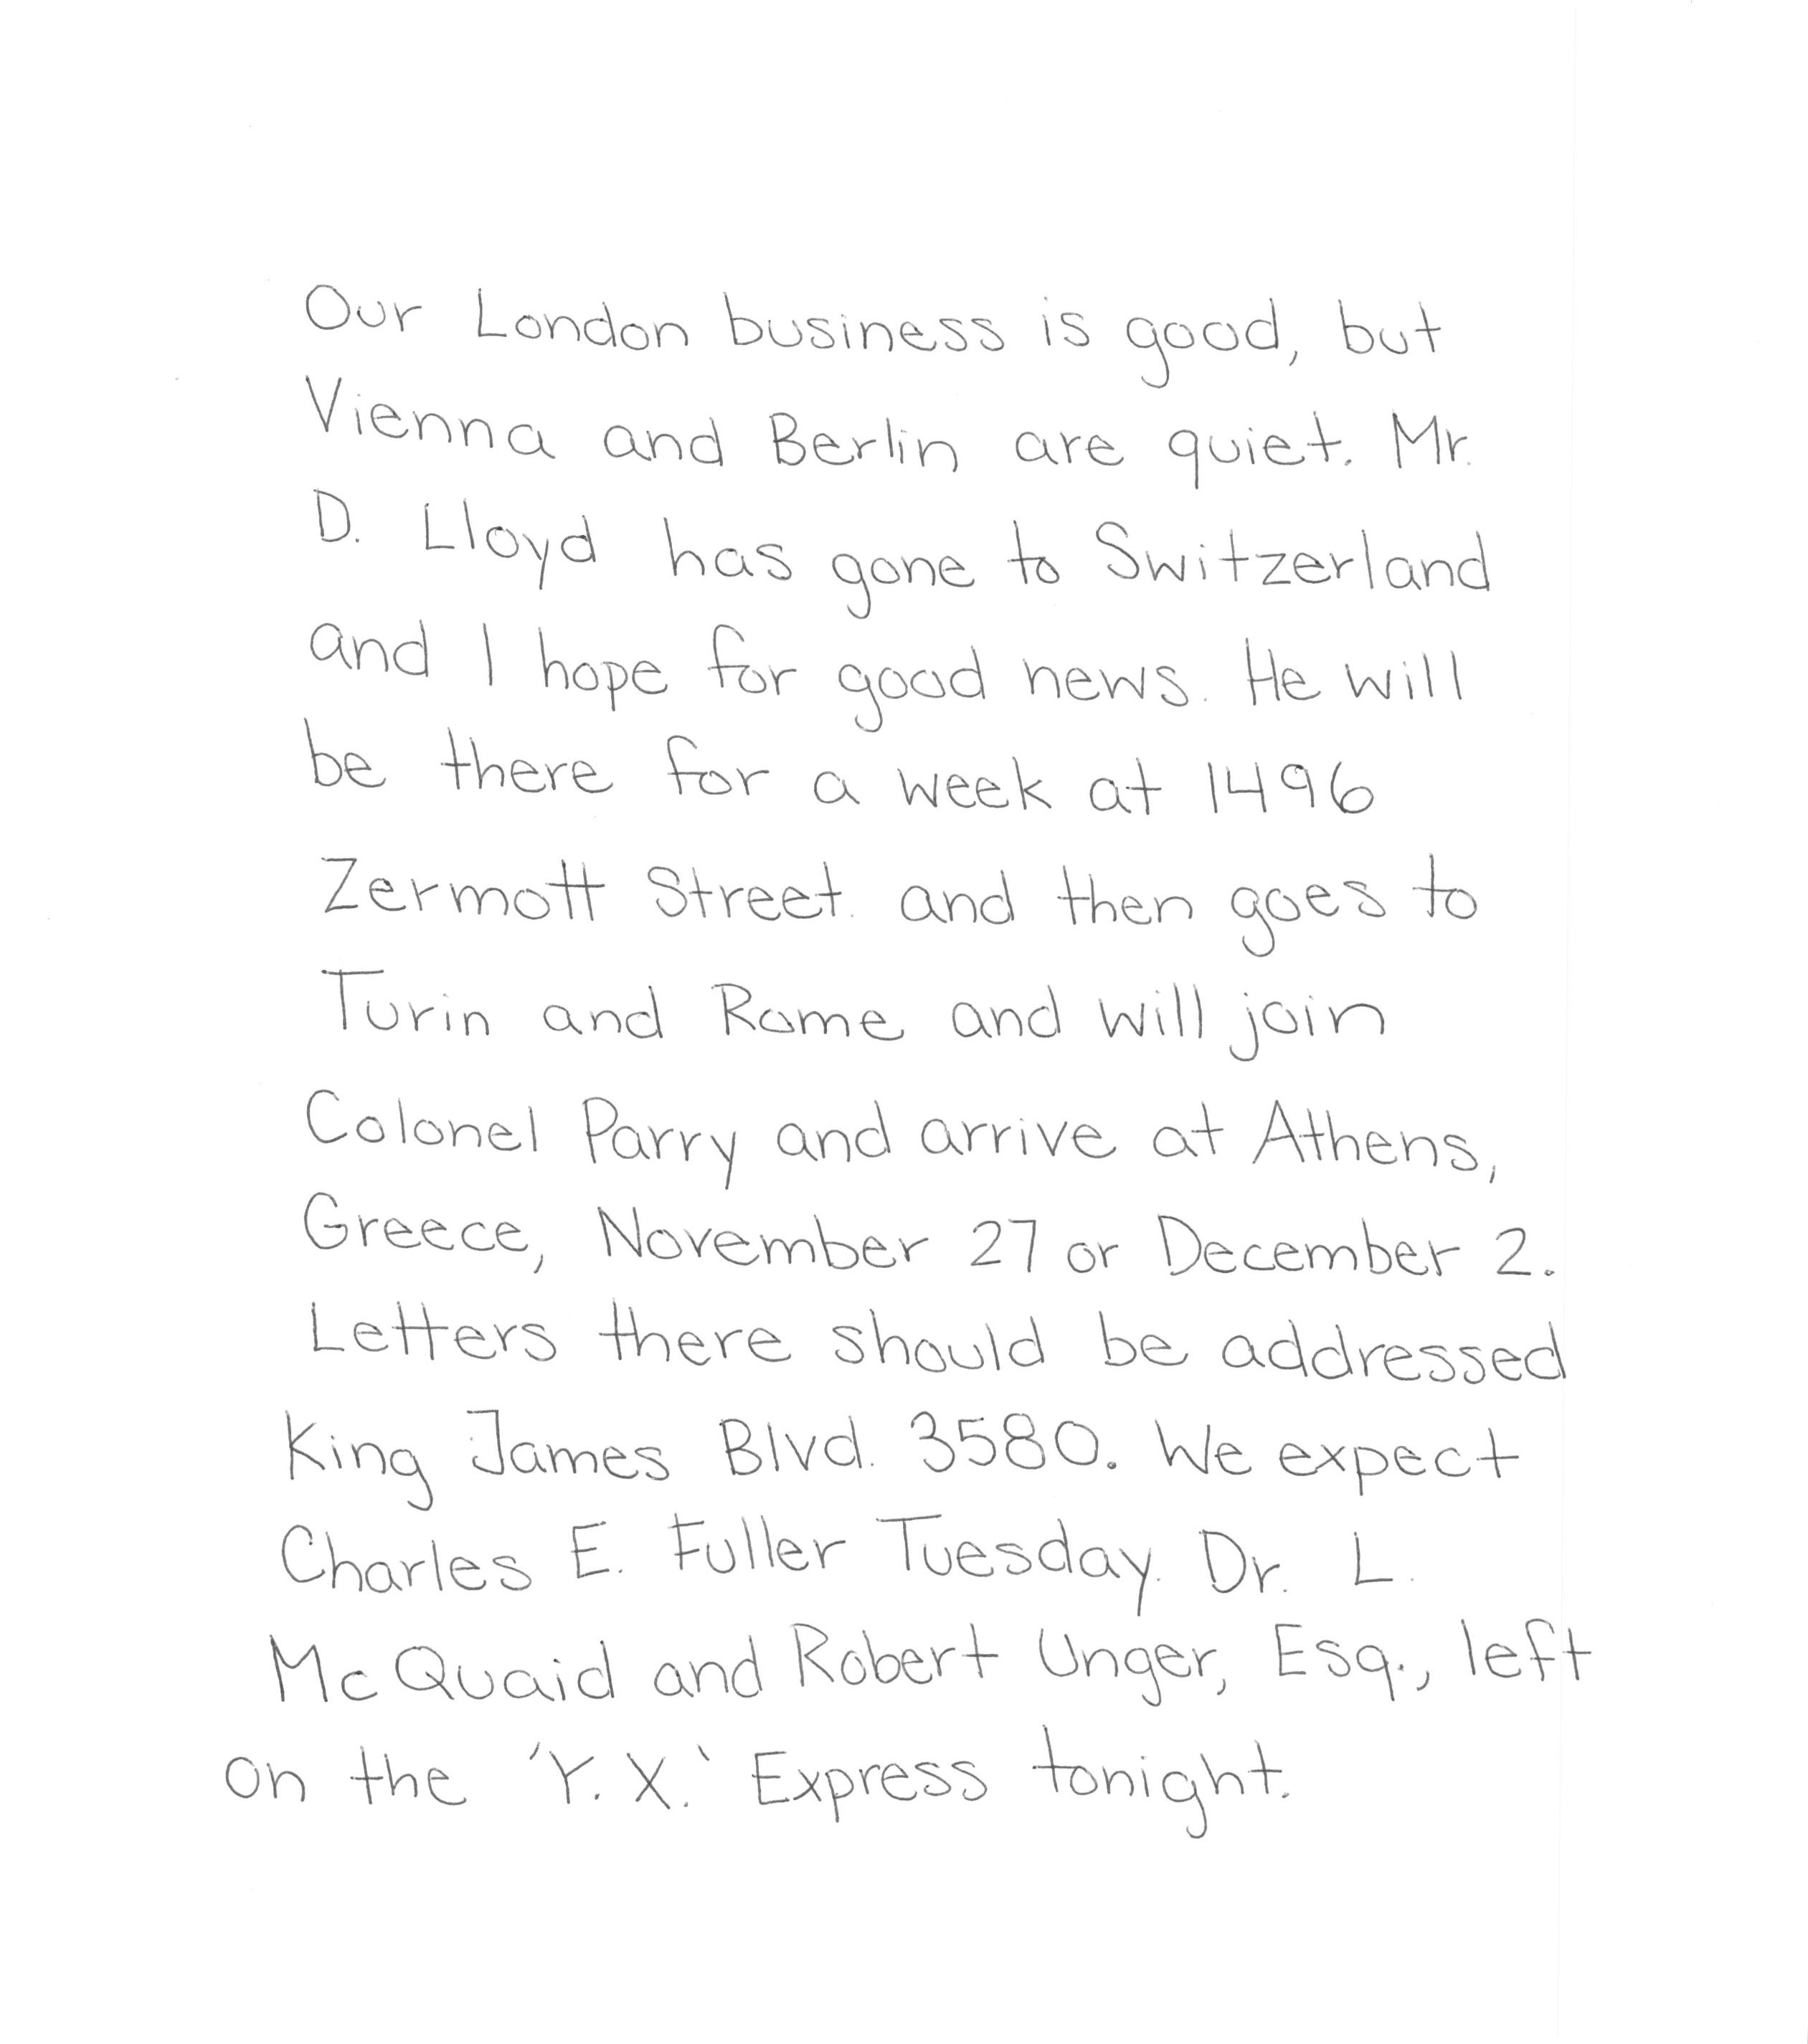 Our London business is good, but
Vienna and Berlin are quiet. Mr.
D. Lloyd has gone to Switzerland
and I hope for good news. He will
be there for a week at 1496
Zermott Street. and then goes to
Turin and Rome and will join
Colonel Parry and arrive at Athens,
Greece, November 27 or December 2.
Letters there should be addressed
King James Blvd. 3580. We expect
Charles E. Fuller Tuesday. Dr. L.
McQuaid and Robert Unger, Esq., left
on the 'Y. X.' Express tonight.